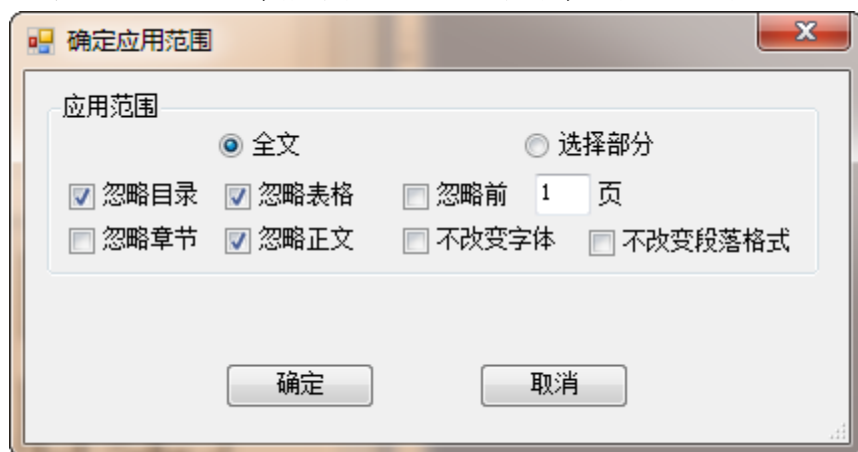 确定应用范围
应用范围
全文 选择部分
忽略目录 忽略表格 忽略前 1 页
忽略章节 忽略正文 不改变字体 不改变段落格式
确定 取消